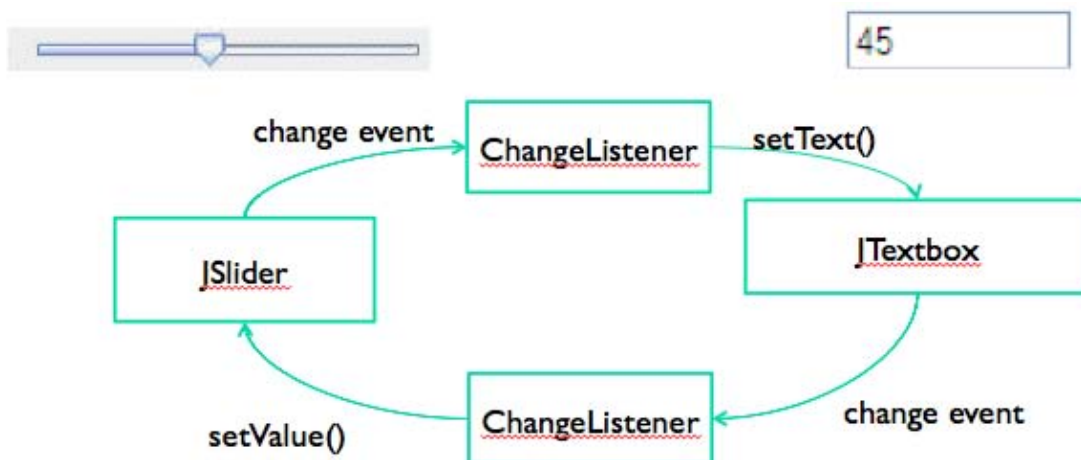 45
change event
ChangeListener
setText()
JSlider
JTextbox
setValue()
ChangeListener
change event